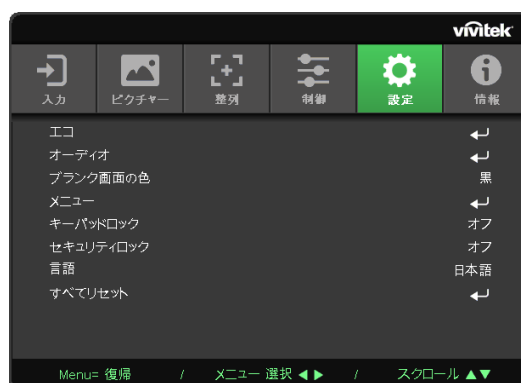 vivitek
入力 ピクチャー 整列 制御 設定 情報
エコ
オーディオ
ブランク画面の色 黒
メニュー
キーパッドロック オフ
セキュリティロック オフ
言語 日本語
すべてリセット
Menu= 復帰 / メニュー 選択 ◀ ▶ / スクロール ▲▼